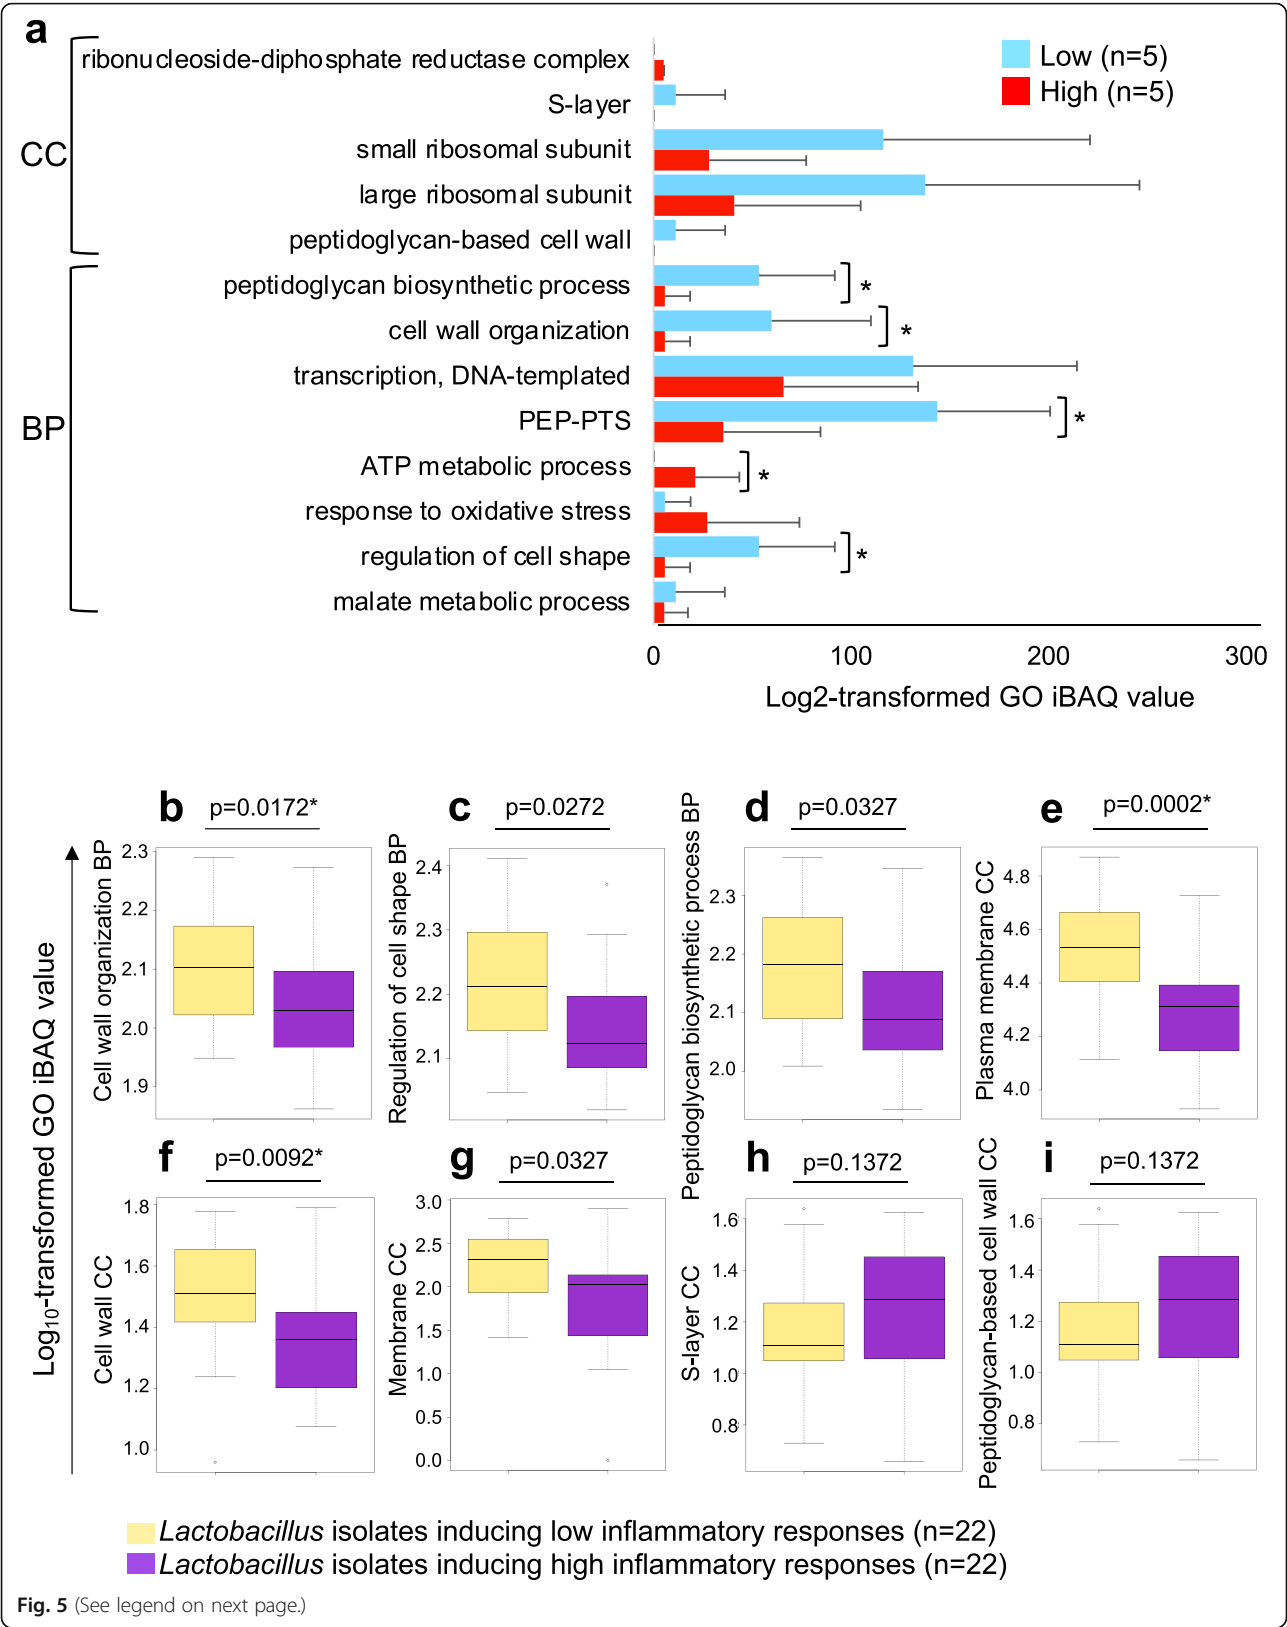 a
Low (n=5)
High (n=5)
CC
ribonucleoside-diphosphate reductase complex
S-layer
small ribosomal subunit
large ribosomal subunit
peptidoglycan-based cell wall
BP
peptidoglycan biosynthetic process
*
cell wall organization
*
transcription, DNA-templated
PEP-PTS
*
ATP metabolic process
*
response to oxidative stress
regulation of cell shape
*
malate metabolic process
0 100 200 300
Log2-transformed GO iBAQ value
Log10-transformed GO iBAQ value
b
p=0.0172*
Cell wall organization BP
2.3
2.2
2.1
2.0
1.9
c
p=0.0272
Regulation of cell shape BP
2.4
2.3
2.2
2.1
d
p=0.0327
Peptidoglycan biosynthetic process BP
2.3
2.2
2.1
2.0
e
p=0.0002*
Plasma membrane CC
4.8
4.6
4.4
4.2
4.0
f
p=0.0092*
Cell wall CC
1.8
1.6
1.4
1.2
1.0
g
p=0.0327
Membrane CC
3.0
2.5
2.0
1.5
1.0
0.5
0.0
h
p=0.1372
S-layer CC
1.6
1.4
1.2
1.0
0.8
i
p=0.1372
Peptidoglycan-based cell wall CC
1.6
1.4
1.2
1.0
0.8
Lactobacillus isolates inducing low inflammatory responses (n=22)
Lactobacillus isolates inducing high inflammatory responses (n=22)
Fig. 5 (See legend on next page.)